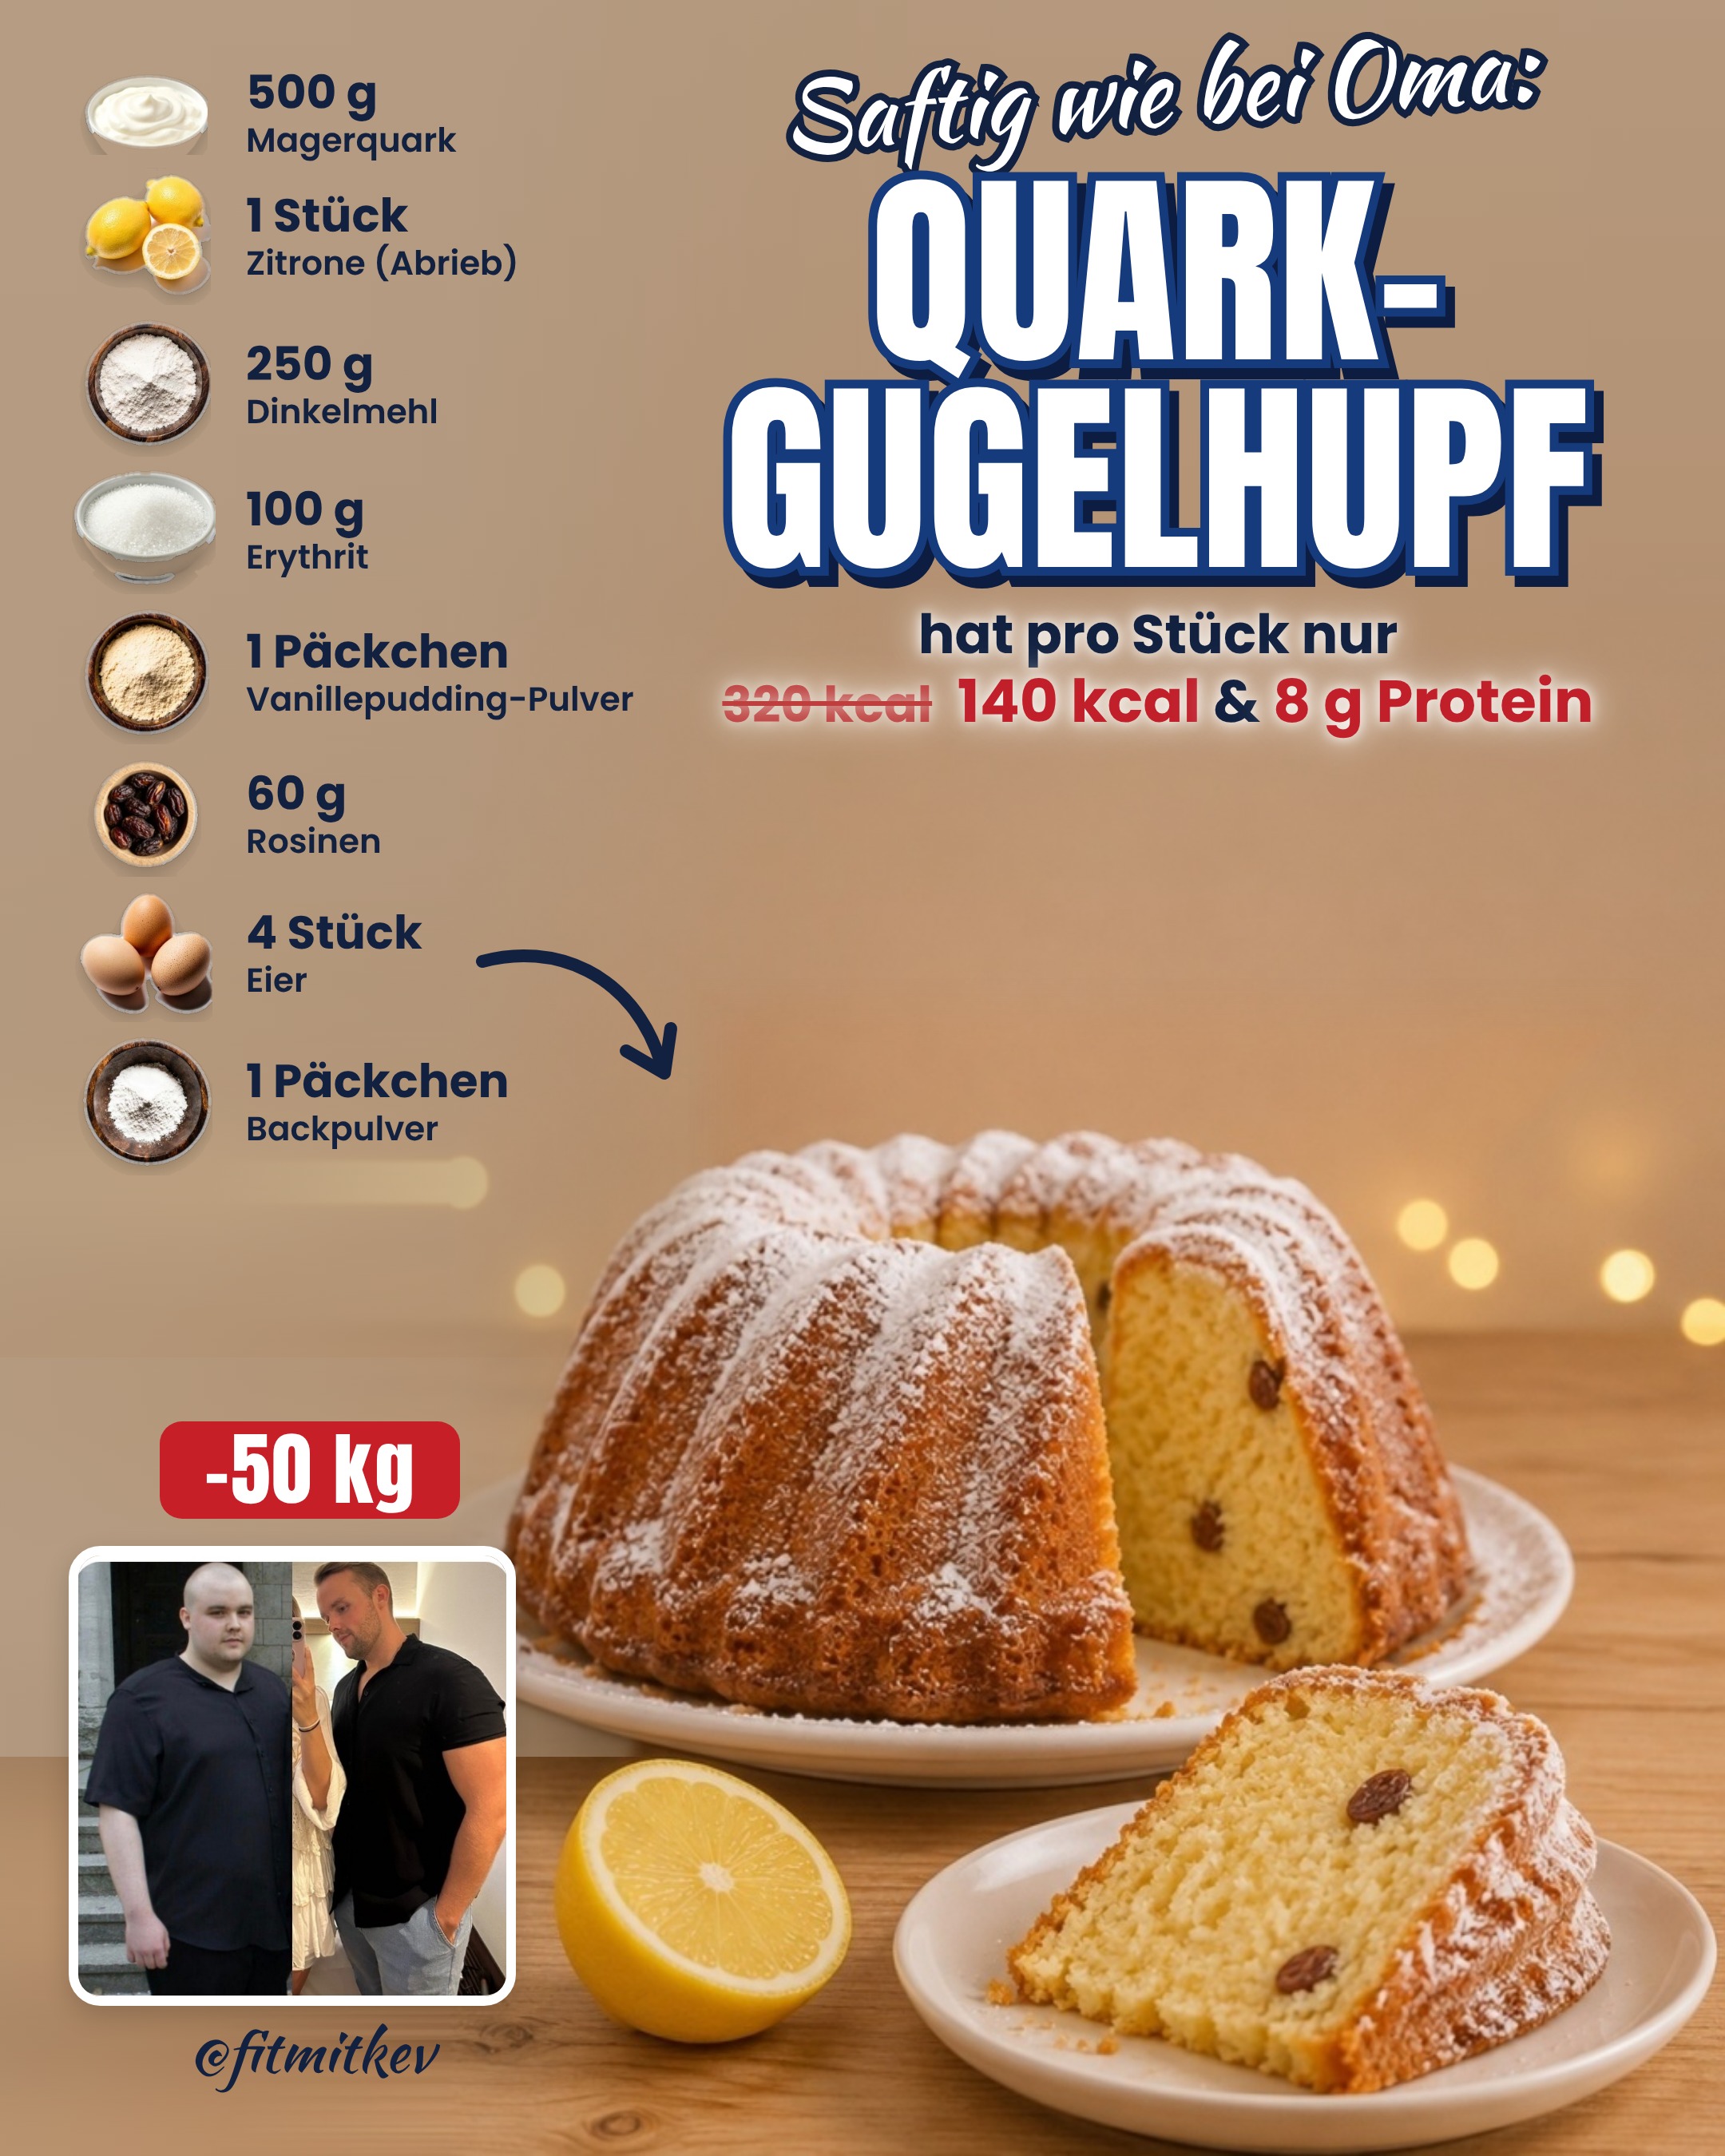 Saftig wie bei Oma:
QUARK-
GUGELHUPF
hat pro Stück nur
320 kcal 140 kcal & 8 g Protein
500 g
Magerquark
1 Stück
Zitrone (Abrieb)
250 g
Dinkelmehl
100 g
Erythrit
1 Päckchen
Vanillepudding-Pulver
60 g
Rosinen
4 Stück
Eier
1 Päckchen
Backpulver
-50 kg
@fitmitkev